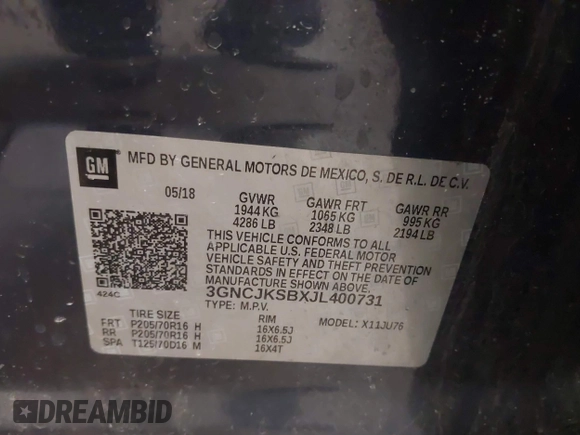 GM
MFD BY GENERAL MOTORS DE MEXICO, S. DE R.L. DE C.V.
05/18 GVWR GAWR FRT GAWR RR
1944 KG 1065 KG 995 KG
4286 LB 2348 LB 2194 LB
THIS VEHICLE CONFORMS TO ALL
APPLICABLE U.S. FEDERAL MOTOR
VEHICLE SAFETY AND THEFT PREVENTION
STANDARDS IN EFFECT ON THE DATE OF
MANUFACTURE SHOWN ABOVE.
424C 3GNCJKSBXJL400731
TYPE: M.P.V. MODEL: X11JU76
TIRE SIZE RIM
FRT P205/70R16 H 16X6.5J
RR P205/70R16 H 16X6.5J
SPA T125/70D16 M 16X4T
DREAMBID